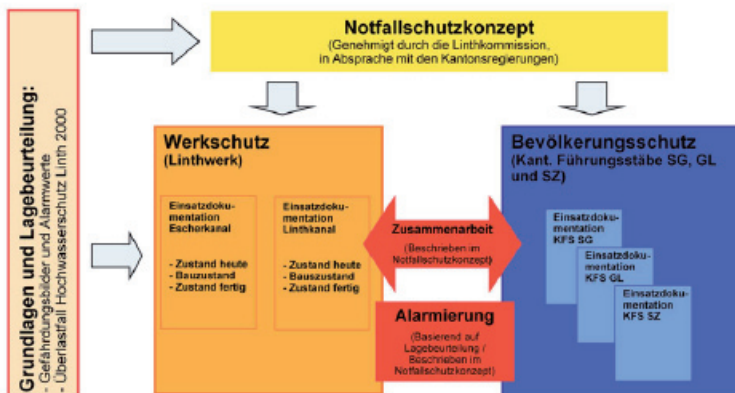 Grundlagen und Lagebeurteilung:
- Gefährdungsbilder und Alarmwerte
- Überlastfall Hochwasserschutz Linth 2000
Notfallschutzkonzept
(Genehmigt durch die Linthkommission,
in Absprache mit den Kantonsregierungen)
Werkschutz
(Linthwerk)
Einsatzdoku-
mentation
Escherkanal
- Zustand heute
- Bauzustand
- Zustand fertig
Einsatzdoku-
mentation
Linthkanal
- Zustand heute
- Bauszustand
- Zustand fertig
Zusammenarbeit
(Beschrieben im
Notfallschutzkonzept)
Alarmierung
(Basierend auf
Lagebeurteilung /
Beschrieben im
Notfallschutzkonzept)
Bevölkerungsschutz
(Kant. Führungsstäbe SG, GL
und SZ)
Einsatzdoku-
mentation
KFS SG
Einsatzdoku-
mentation
KFS GL
Einsatzdoku-
mentation
KFS SZ